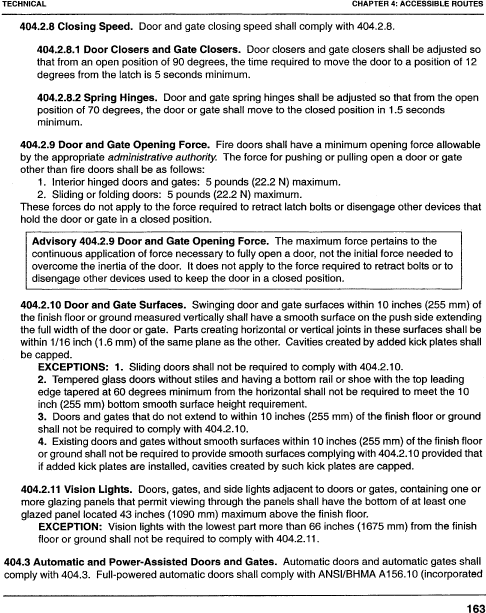 TECHNICAL
CHAPTER 4: ACCESSIBLE ROUTES
404.2.8 Closing Speed. Door and gate closing speed shall comply with 404.2.8.
404.2.8.1 Door Closers and Gate Closers. Door closers and gate closers shall be adjusted so
that from an open position of 90 degrees, the time required to move the door to a position of 12
degrees from the latch is 5 seconds minimum.
404.2.8.2 Spring Hinges. Door and gate spring hinges shall be adjusted so that from the open
position of 70 degrees, the door or gate shall move to the closed position in 1.5 seconds
minimum.
404.2.9 Door and Gate Opening Force. Fire doors shall have a minimum opening force allowable
by the appropriate administrative authority. The force for pushing or pulling open a door or gate
other than fire doors shall be as follows:
1. Interior hinged doors and gates: 5 pounds (22.2 N) maximum.
2. Sliding or folding doors: 5 pounds (22.2 N) maximum.
These forces do not apply to the force required to retract latch bolts or disengage other devices that
hold the door or gate in a closed position.
Advisory 404.2.9 Door and Gate Opening Force. The maximum force pertains to the
continuous application of force necessary to fully open a door, not the initial force needed to
overcome the inertia of the door. It does not apply to the force required to retract bolts or to
disengage other devices used to keep the door in a closed position.
404.2.10 Door and Gate Surfaces. Swinging door and gate surfaces within 10 inches (255 mm) of
the finish floor or ground measured vertically shall have a smooth surface on the push side extending
the full width of the door or gate. Parts creating horizontal or vertical joints in these surfaces shall be
within 1/16 inch (1.6 mm) of the same plane as the other. Cavities created by added kick plates shall
be capped.
EXCEPTIONS: 1. Sliding doors shall not be required to comply with 404.2.10.
2. Tempered glass doors without stiles and having a bottom rail or shoe with the top leading
edge tapered at 60 degrees minimum from the horizontal shall not be required to meet the 10
inch (255 mm) bottom smooth surface height requirement.
3. Doors and gates that do not extend to within 10 inches (255 mm) of the finish floor or ground
shall not be required to comply with 404.2.10.
4. Existing doors and gates without smooth surfaces within 10 inches (255 mm) of the finish floor
or ground shall not be required to provide smooth surfaces complying with 404.2.10 provided that
if added kick plates are installed, cavities created by such kick plates are capped.
404.2.11 Vision Lights. Doors, gates, and side lights adjacent to doors or gates, containing one or
more glazing panels that permit viewing through the panels shall have the bottom of at least one
glazed panel located 43 inches (1090 mm) maximum above the finish floor.
EXCEPTION: Vision lights with the lowest part more than 66 inches (1675 mm) from the finish
floor or ground shall not be required to comply with 404.2.11.
404.3 Automatic and Power-Assisted Doors and Gates. Automatic doors and automatic gates shall
comply with 404.3. Full-powered automatic doors shall comply with ANSI/BHMA A156.10 (incorporated
163